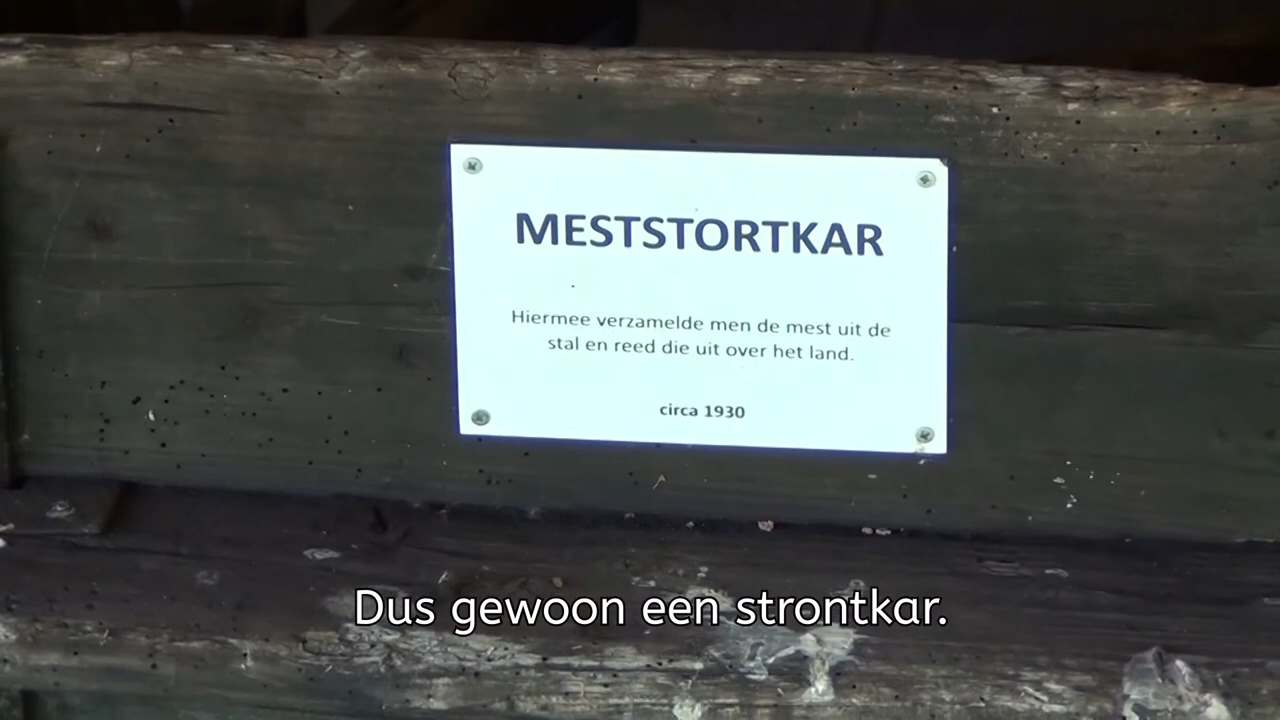 MESTSTORTKAR
Hiermee verzamelde men de mest uit de
stal en reed die uit over het land.
circa 1930
Dus gewoon een strontkar.